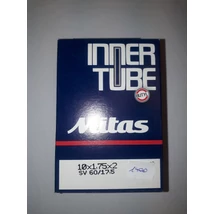 INNER
TUBE
Mitas
10x1.75x2
SV 60/17.5